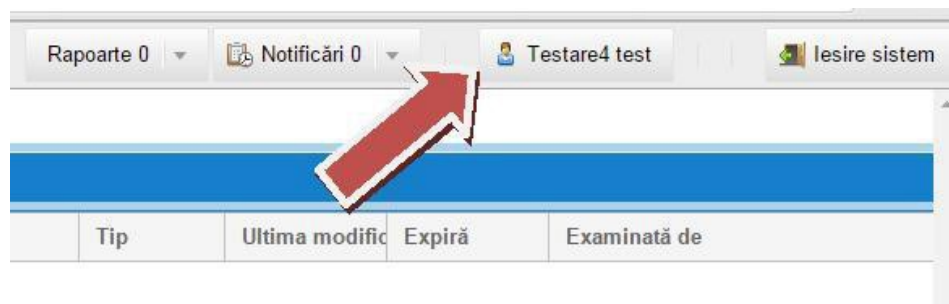 Rapoarte 0 Notificări 0 Testare4 test Iesire sistem
Tip Ultima modific Expiră Examinată de